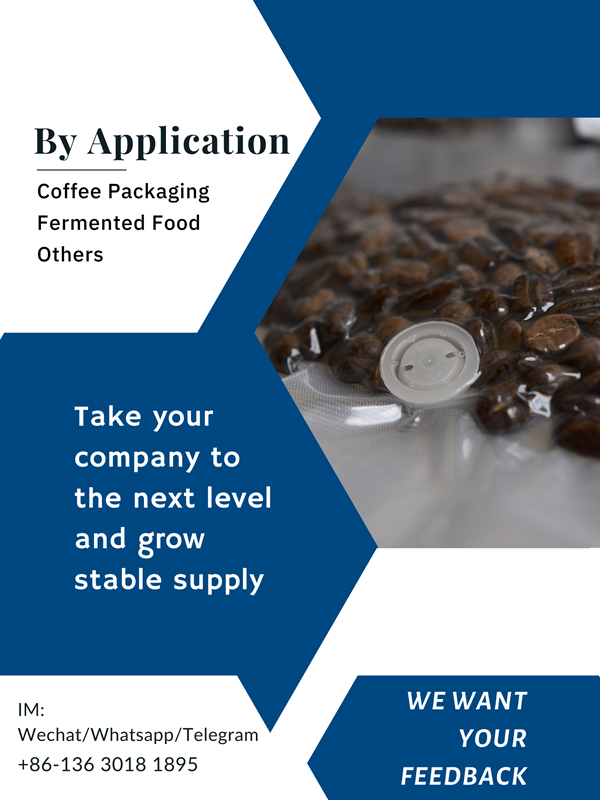 By Application
Coffee Packaging
Fermented Food
Others
Take your
company to
the next level
and grow
stable supply
IM:
Wechat/Whatsapp/Telegram
+86-136 3018 1895
WE WANT
YOUR
FEEDBACK